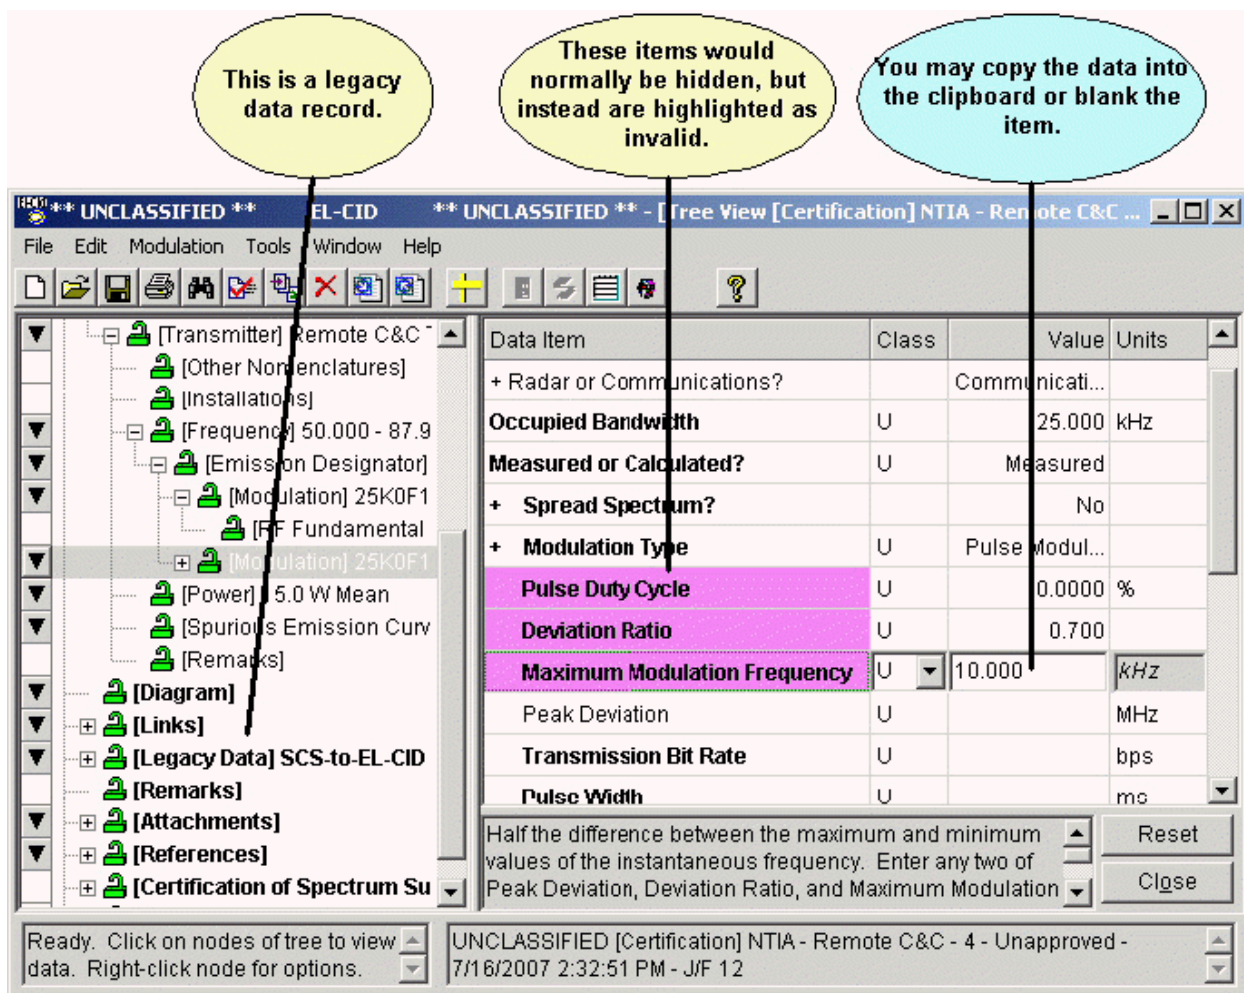 This is a legacy
data record.
These items would
normally be hidden, but
instead are highlighted as
invalid.
You may copy the data into
the clipboard or blank the
item.
** UNCLASSIFIED ** EL-CID ** UNCLASSIFIED ** - [Tree View [Certification] NTIA - Remote C&C ...
File Edit Modulation Tools Window Help
[Transmitter] Remote C&C
[Other Nomenclatures]
[Installations]
[Frequency] 50.000 - 87.9
[Emission Designator]
[Modulation] 25K0F1
[RF Fundamental
[Modulation] 25K0F1
[Power] 5.0 W Mean
[Spurious Emission Curv
[Remarks]
[Diagram]
[Links]
[Legacy Data] SCS-to-EL-CID
[Remarks]
[Attachments]
[References]
[Certification of Spectrum Su
Data Item Class Value Units
+ Radar or Communications? Communicati...
Occupied Bandwidth U 25.000 kHz
Measured or Calculated? U Measured
+ Spread Spectrum? No
+ Modulation Type U Pulse Modul...
Pulse Duty Cycle U 0.0000 %
Deviation Ratio U 0.700
Maximum Modulation Frequency U 10.000 kHz
Peak Deviation U MHz
Transmission Bit Rate U bps
Pulse Width U ms
Half the difference between the maximum and minimum
values of the instantaneous frequency. Enter any two of
Peak Deviation, Deviation Ratio, and Maximum Modulation
Reset
Close
Ready. Click on nodes of tree to view
data. Right-click node for options.
UNCLASSIFIED [Certification] NTIA - Remote C&C - 4 - Unapproved -
7/16/2007 2:32:51 PM - J/F 12